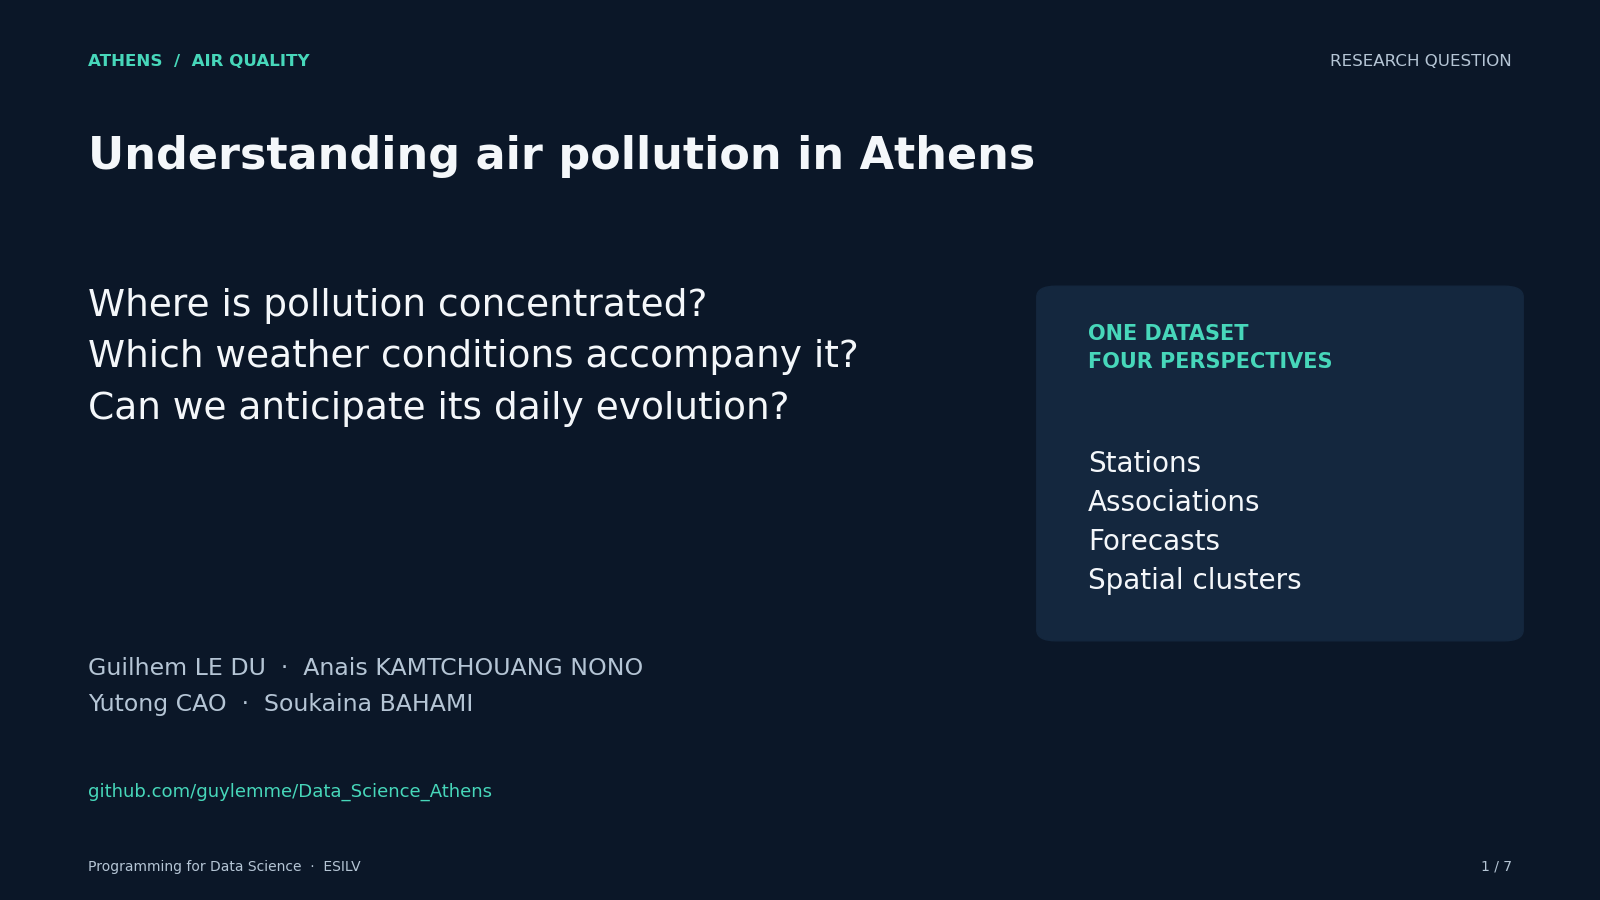 ATHENS / AIR QUALITY
RESEARCH QUESTION
Understanding air pollution in Athens
Where is pollution concentrated?
Which weather conditions accompany it?
Can we anticipate its daily evolution?
ONE DATASET
FOUR PERSPECTIVES
Stations
Associations
Forecasts
Spatial clusters
Guilhem LE DU · Anais KAMTCHOUANG NONO
Yutong CAO · Soukaina BAHAMI
github.com/guylemme/Data_Science_Athens
Programming for Data Science · ESILV
1 / 7